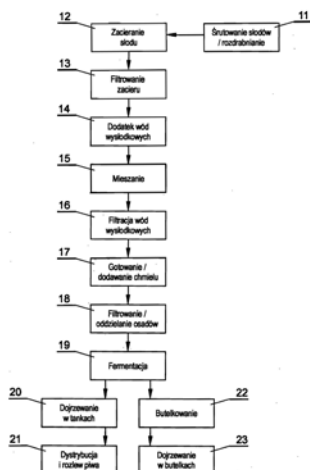 12
11
Zacieranie
słodu
Śrutowanie słodów
/ rozdrabnianie
13
Filtrowanie
zacieru
14
Dodatek wód
wysłodkowych
15
Mieszanie
16
Filtracja wód
wysłodkowych
17
Gotowanie /
dodawanie chmielu
18
Filtrowanie /
oddzielanie osadów
19
Fermentacja
20
22
Dojrzewanie
w tankach
Butelkowanie
21
23
Dystrybucja
i rozlew piwa
Dojrzewanie
w butelkach